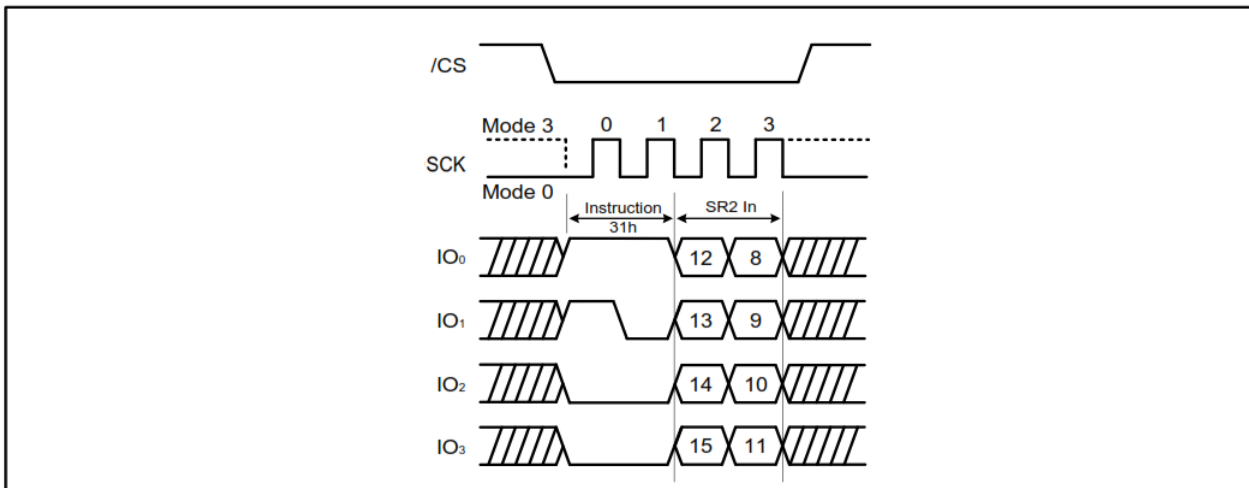 /CS
Mode 3 0 1 2 3
SCK
Mode 0
Instruction SR2 In
31h
IO₀ 12 8
IO₁ 13 9
IO₂ 14 10
IO₃ 15 11